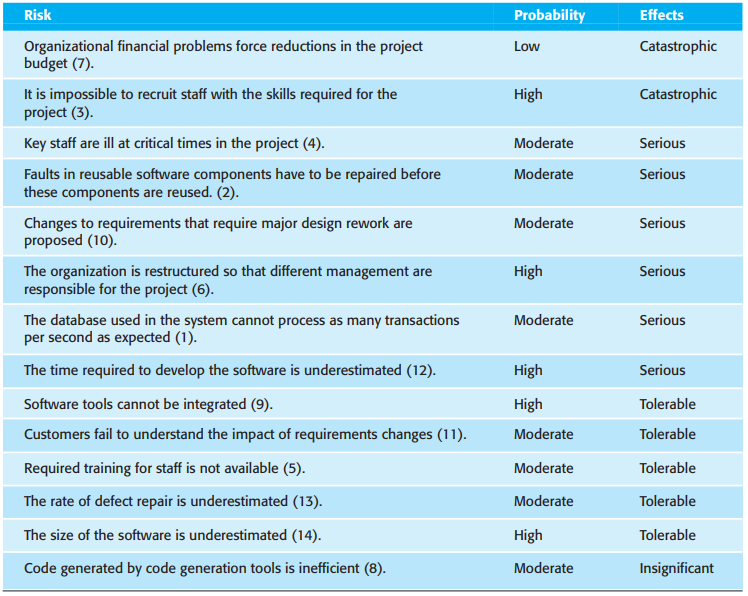 Risk Probability Effects
Organizational financial problems force reductions in the project Low Catastrophic
budget (7).
It is impossible to recruit staff with the skills required for the High Catastrophic
project (3).
Key staff are ill at critical times in the project (4). Moderate Serious
Faults in reusable software components have to be repaired before Moderate Serious
these components are reused. (2).
Changes to requirements that require major design rework are Moderate Serious
proposed (10).
The organization is restructured so that different management are High Serious
responsible for the project (6).
The database used in the system cannot process as many transactions Moderate Serious
per second as expected (1).
The time required to develop the software is underestimated (12). High Serious
Software tools cannot be integrated (9). High Tolerable
Customers fail to understand the impact of requirements changes (11). Moderate Tolerable
Required training for staff is not available (5). Moderate Tolerable
The rate of defect repair is underestimated (13). Moderate Tolerable
The size of the software is underestimated (14). High Tolerable
Code generated by code generation tools is inefficient (8). Moderate Insignificant